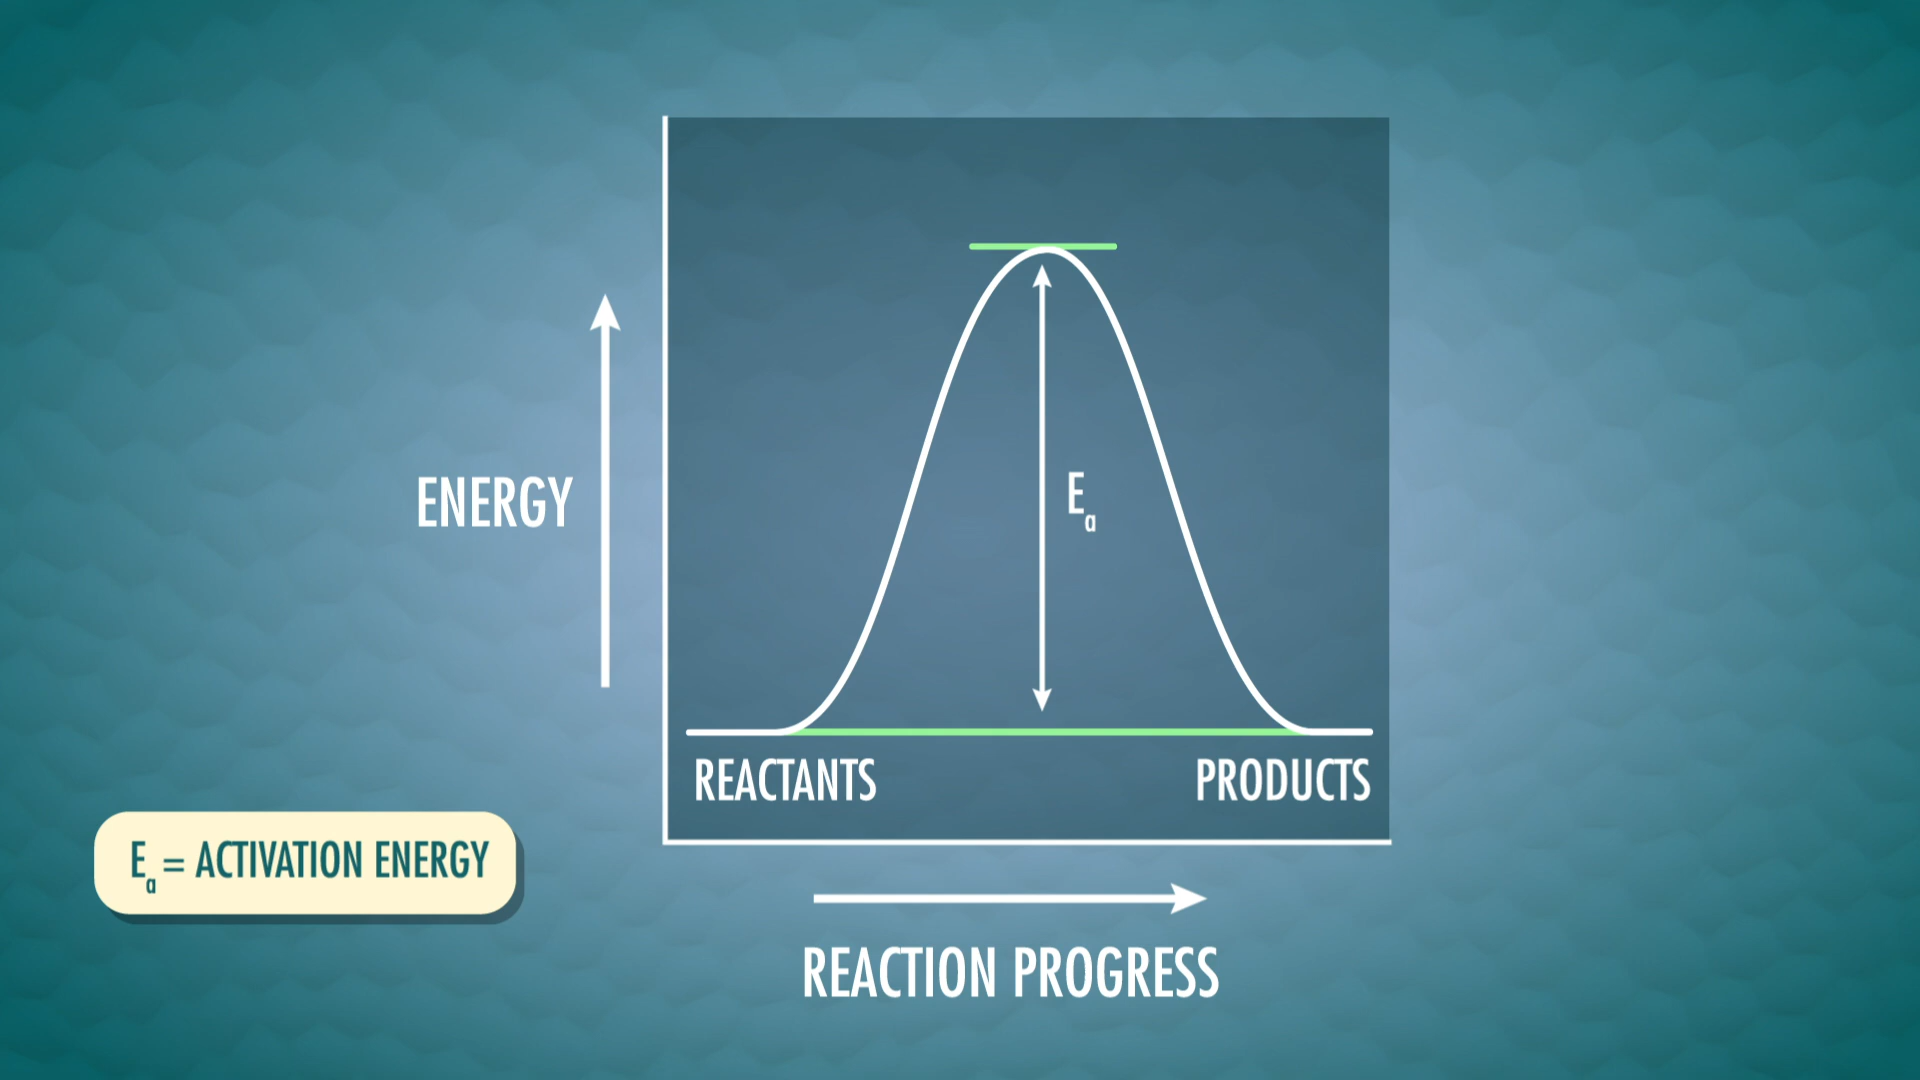 ENERGY
Ea
REACTANTS
PRODUCTS
Ea = ACTIVATION ENERGY
REACTION PROGRESS